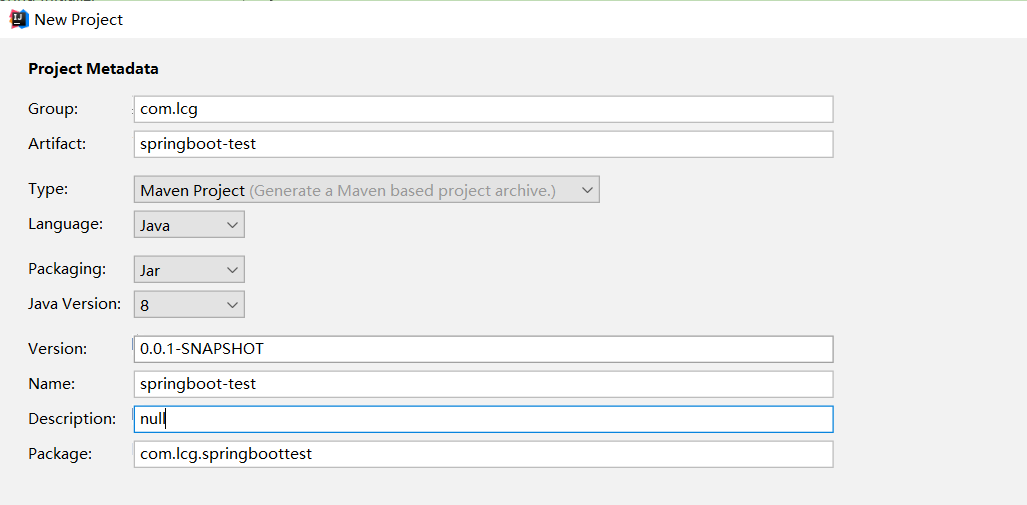 New Project
Project Metadata
Group: com.lcg
Artifact: springboot-test
Type: Maven Project (Generate a Maven based project archive.)
Language: Java
Packaging: Jar
Java Version: 8
Version: 0.0.1-SNAPSHOT
Name: springboot-test
Description: null
Package: com.lcg.springboottest